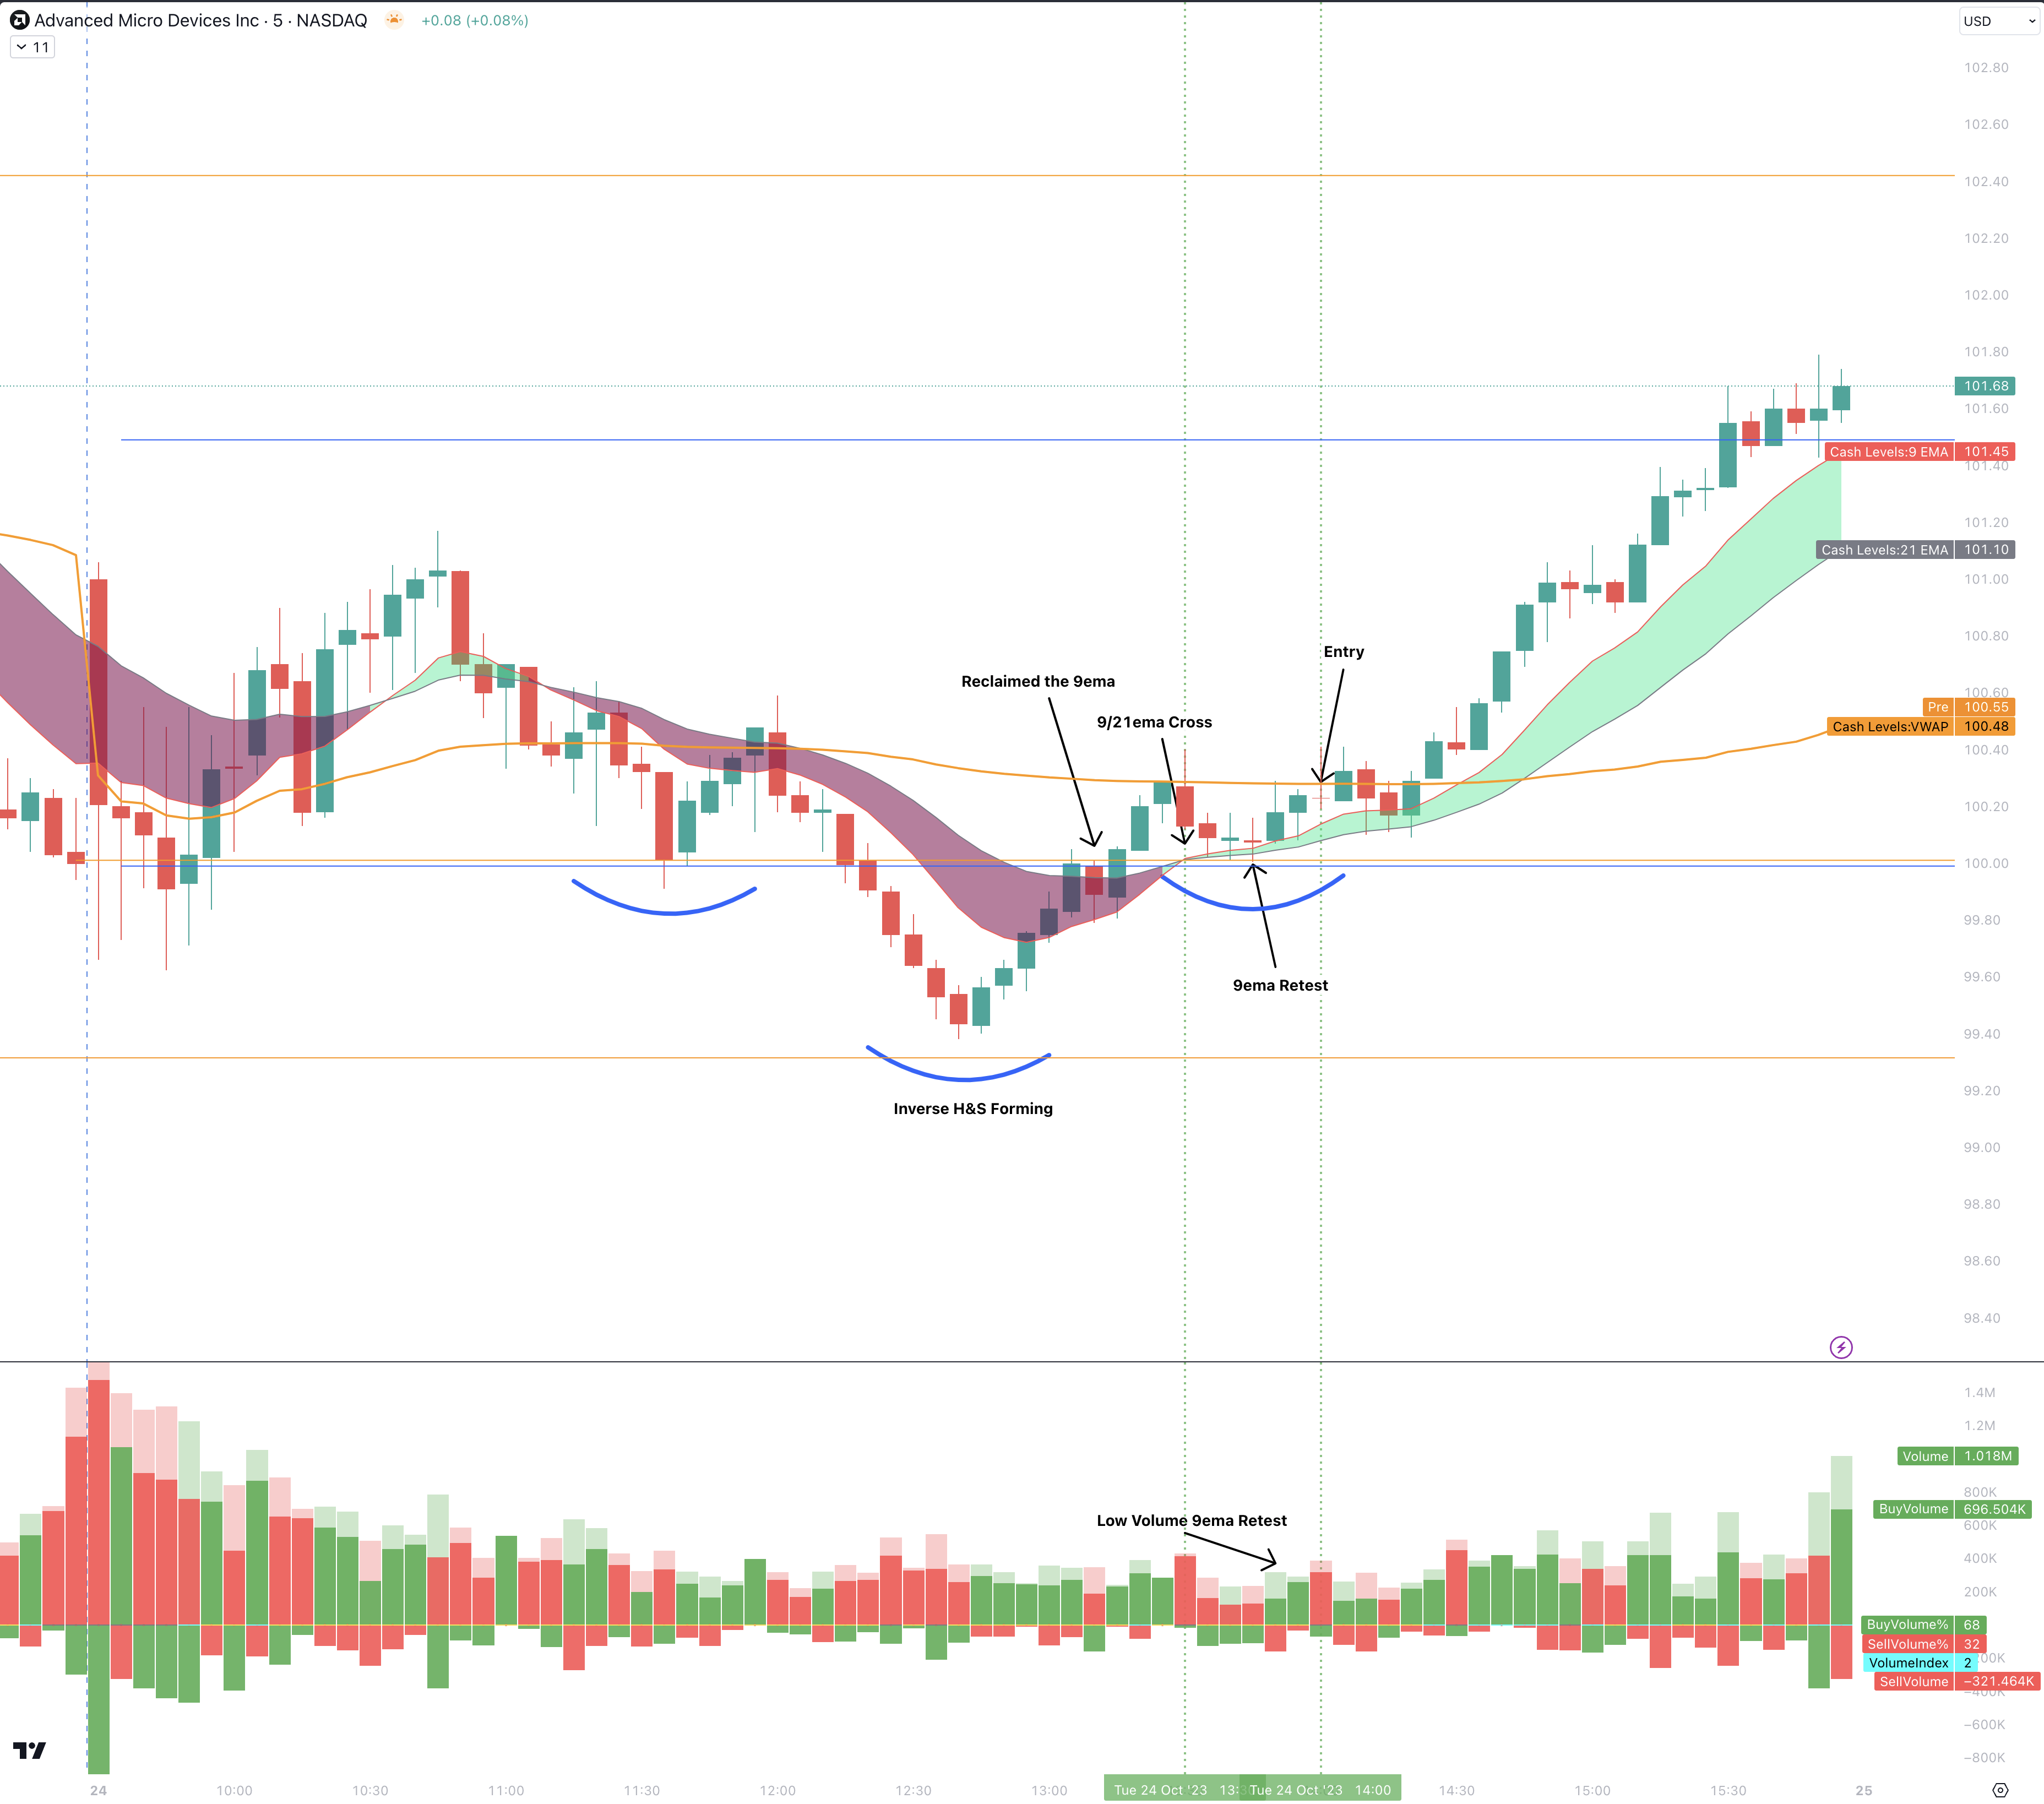 Advanced Micro Devices Inc · 5 · NASDAQ +0.08 (+0.08%)
USD
11
102.80
102.60
102.40
102.20
102.00
101.80
101.68
101.60
Cash Levels:9 EMA 101.45
101.40
101.20
Cash Levels:21 EMA 101.10
101.00
100.80
Entry
Reclaimed the 9ema
100.60
Pre 100.55
9/21ema Cross
Cash Levels:VWAP 100.48
100.40
100.20
100.00
99.80
99.60
9ema Retest
99.40
99.20
Inverse H&S Forming
99.00
98.80
98.60
98.40
1.4M
1.2M
Volume 1.018M
800K
BuyVolume 696.504K
Low Volume 9ema Retest
600K
400K
200K
BuyVolume% 68
SellVolume% 32
VolumeIndex 2
SellVolume −321.464K
−600K
−800K
24 10:00 10:30 11:00 11:30 12:00 12:30 13:00 Tue 24 Oct '23 Tue 24 Oct '23 14:00 14:30 15:00 15:30 25